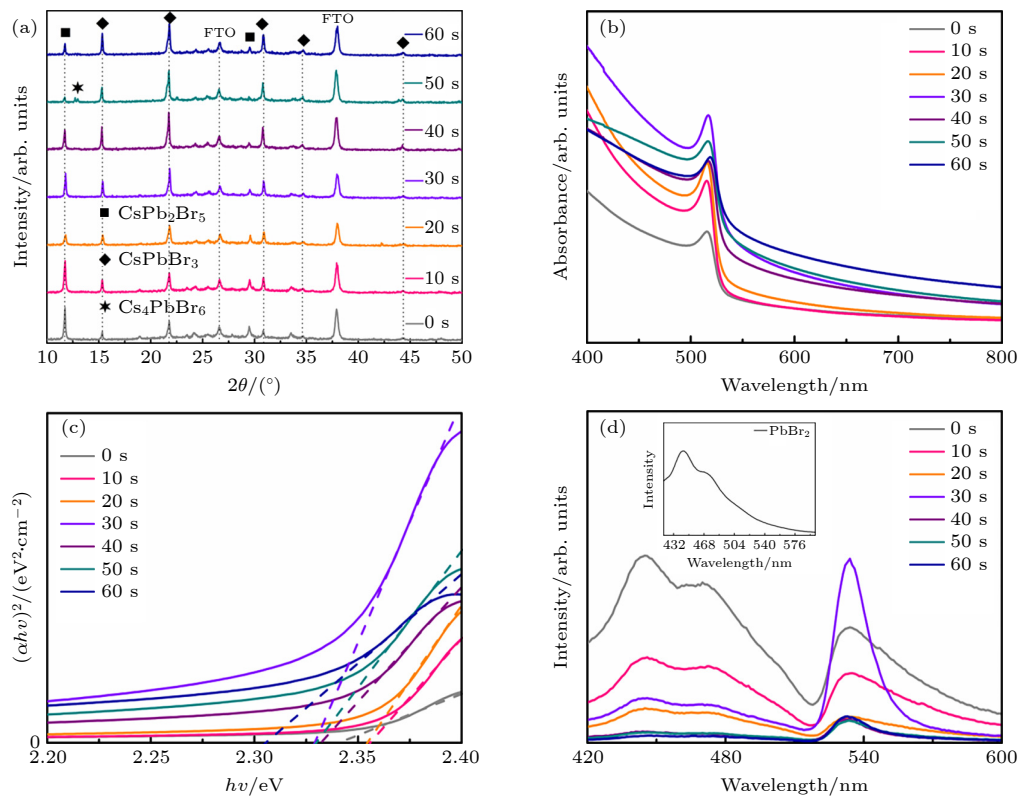 (a)
FTO
FTO
60 s
50 s
40 s
30 s
20 s
10 s
0 s
■ CsPb₂Br₅
◆ CsPbBr₃
★ Cs₄PbBr₆
Intensity/arb. units
10 15 20 25 30 35 40 45 50
2θ/(°)
(b)
0 s
10 s
20 s
30 s
40 s
50 s
60 s
Absorbance/arb. units
400 500 600 700 800
Wavelength/nm
(c)
0 s
10 s
20 s
30 s
40 s
50 s
60 s
(αhν)²/(eV²·cm⁻²)
0
2.20 2.25 2.30 2.35 2.40
hν/eV
(d)
0 s
10 s
20 s
30 s
40 s
50 s
60 s
PbBr₂
Intensity
432 468 504 540 576
Wavelength/nm
Intensity/arb. units
420 480 540 600
Wavelength/nm